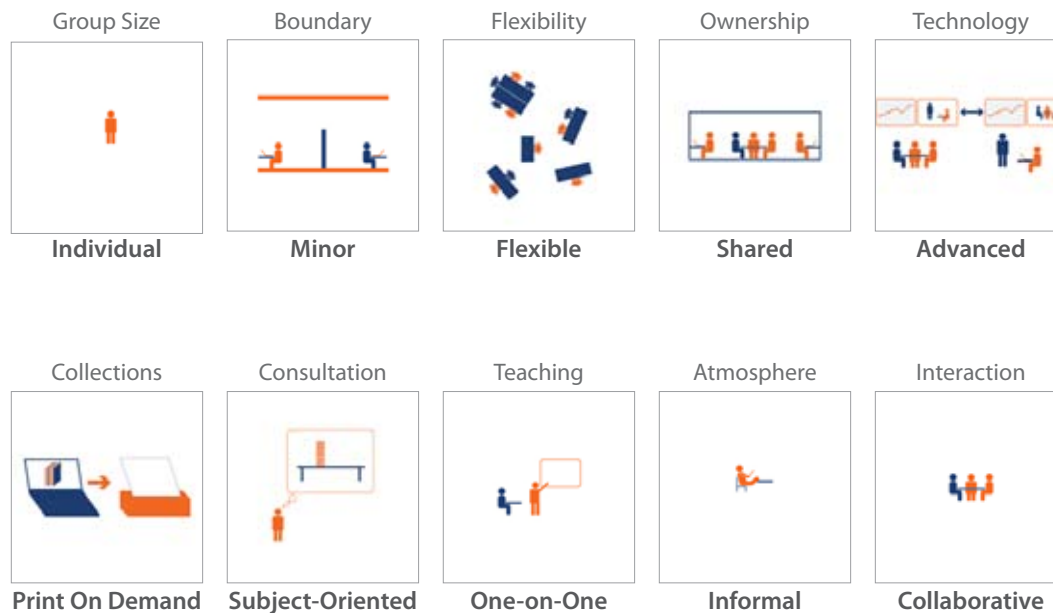 Group Size
Boundary
Flexibility
Ownership
Technology
Individual
Minor
Flexible
Shared
Advanced
Collections
Consultation
Teaching
Atmosphere
Interaction
Print On Demand
Subject-Oriented
One-on-One
Informal
Collaborative